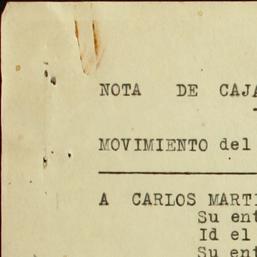 NOTA DE CAJA
MOVIMIENTO del
A CARLOS MARTI
Su ent
Id el
Su ent